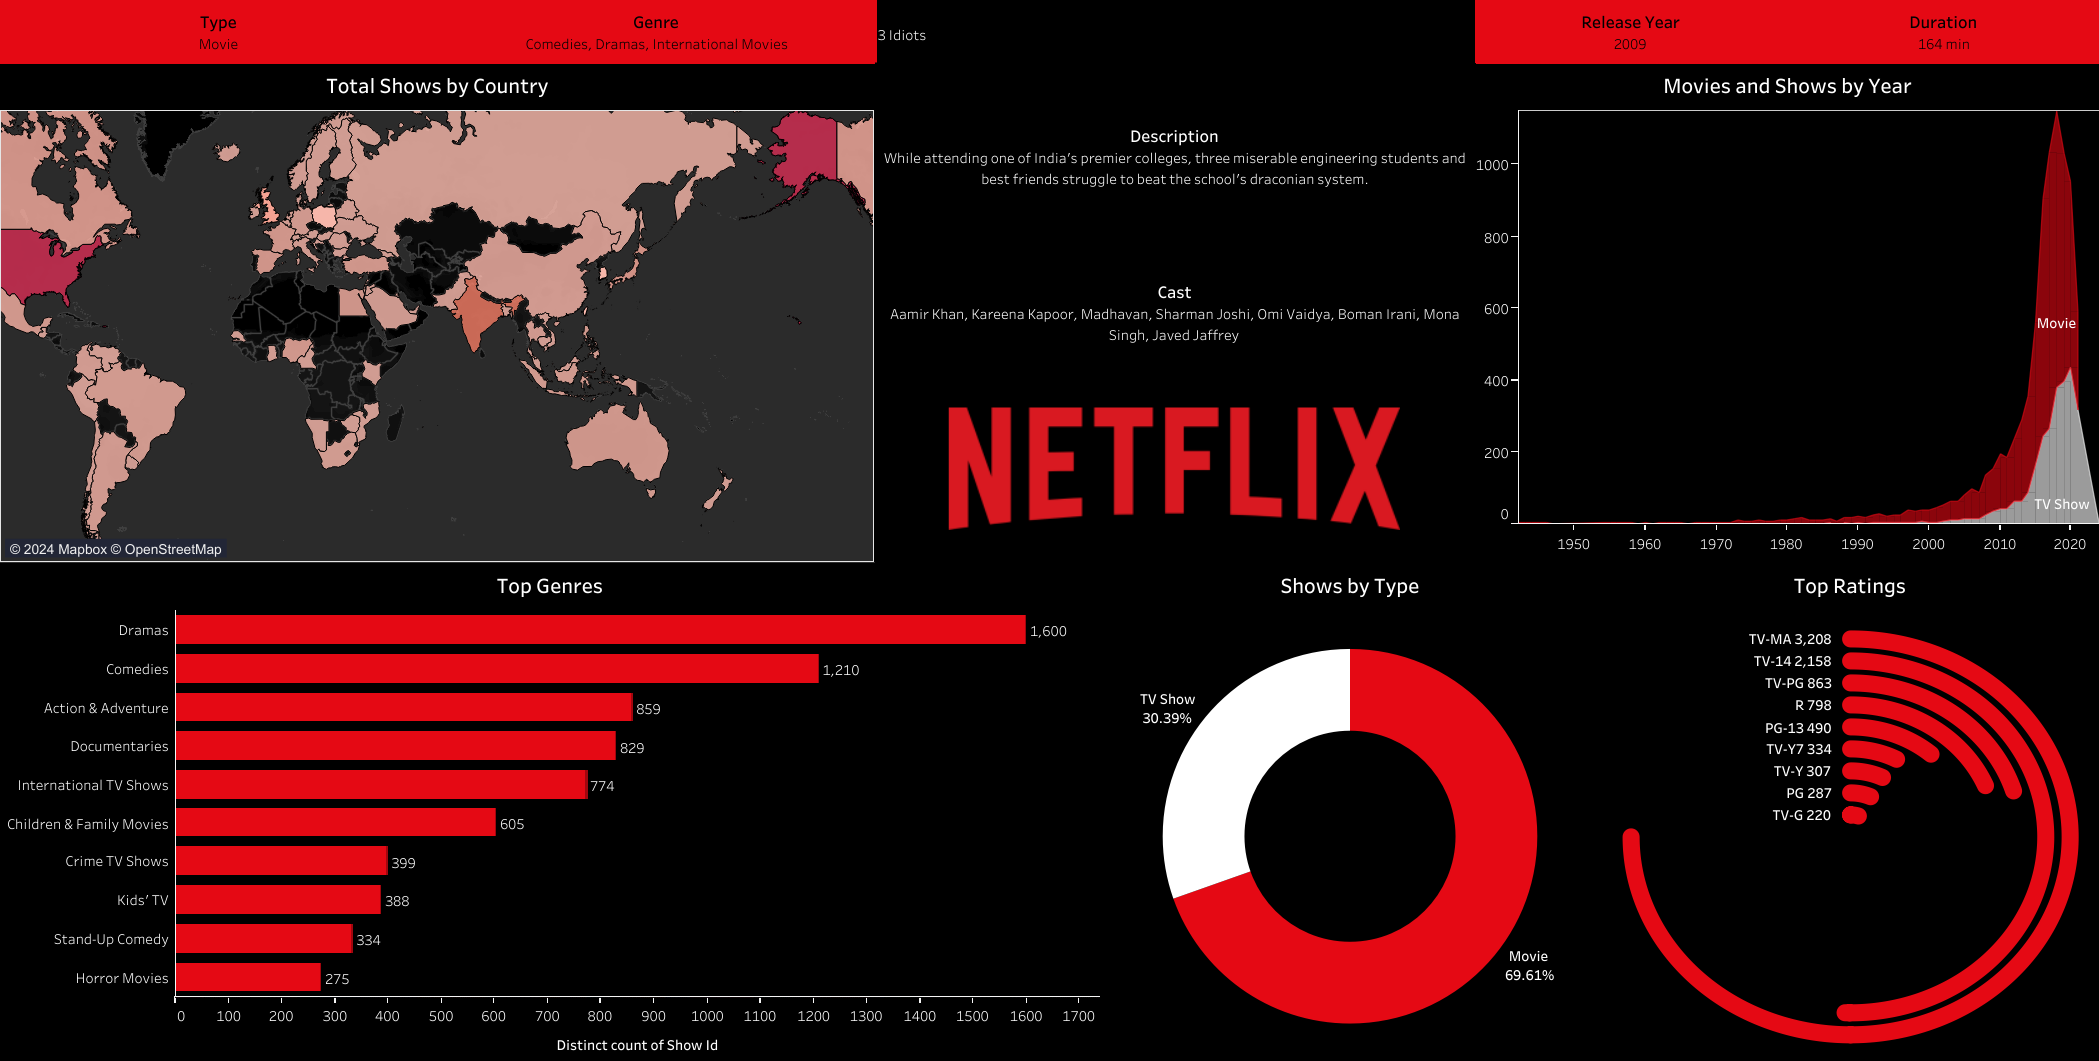 Type
Movie
Genre
Comedies, Dramas, International Movies
3 Idiots
Release Year
2009
Duration
164 min
Total Shows by Country
© 2024 Mapbox © OpenStreetMap
Description
While attending one of India's premier colleges, three miserable engineering students and
best friends struggle to beat the school's draconian system.
Cast
Aamir Khan, Kareena Kapoor, Madhavan, Sharman Joshi, Omi Vaidya, Boman Irani, Mona
Singh, Javed Jaffrey
NETFLIX
Movies and Shows by Year
1000
800
600
400
200
0
Movie
TV Show
1950 1960 1970 1980 1990 2000 2010 2020
Top Genres
Dramas 1,600
Comedies 1,210
Action & Adventure 859
Documentaries 829
International TV Shows 774
Children & Family Movies 605
Crime TV Shows 399
Kids' TV 388
Stand-Up Comedy 334
Horror Movies 275
0 100 200 300 400 500 600 700 800 900 1000 1100 1200 1300 1400 1500 1600 1700
Distinct count of Show Id
Shows by Type
TV Show
30.39%
Movie
69.61%
Top Ratings
TV-MA 3,208
TV-14 2,158
TV-PG 863
R 798
PG-13 490
TV-Y7 334
TV-Y 307
PG 287
TV-G 220